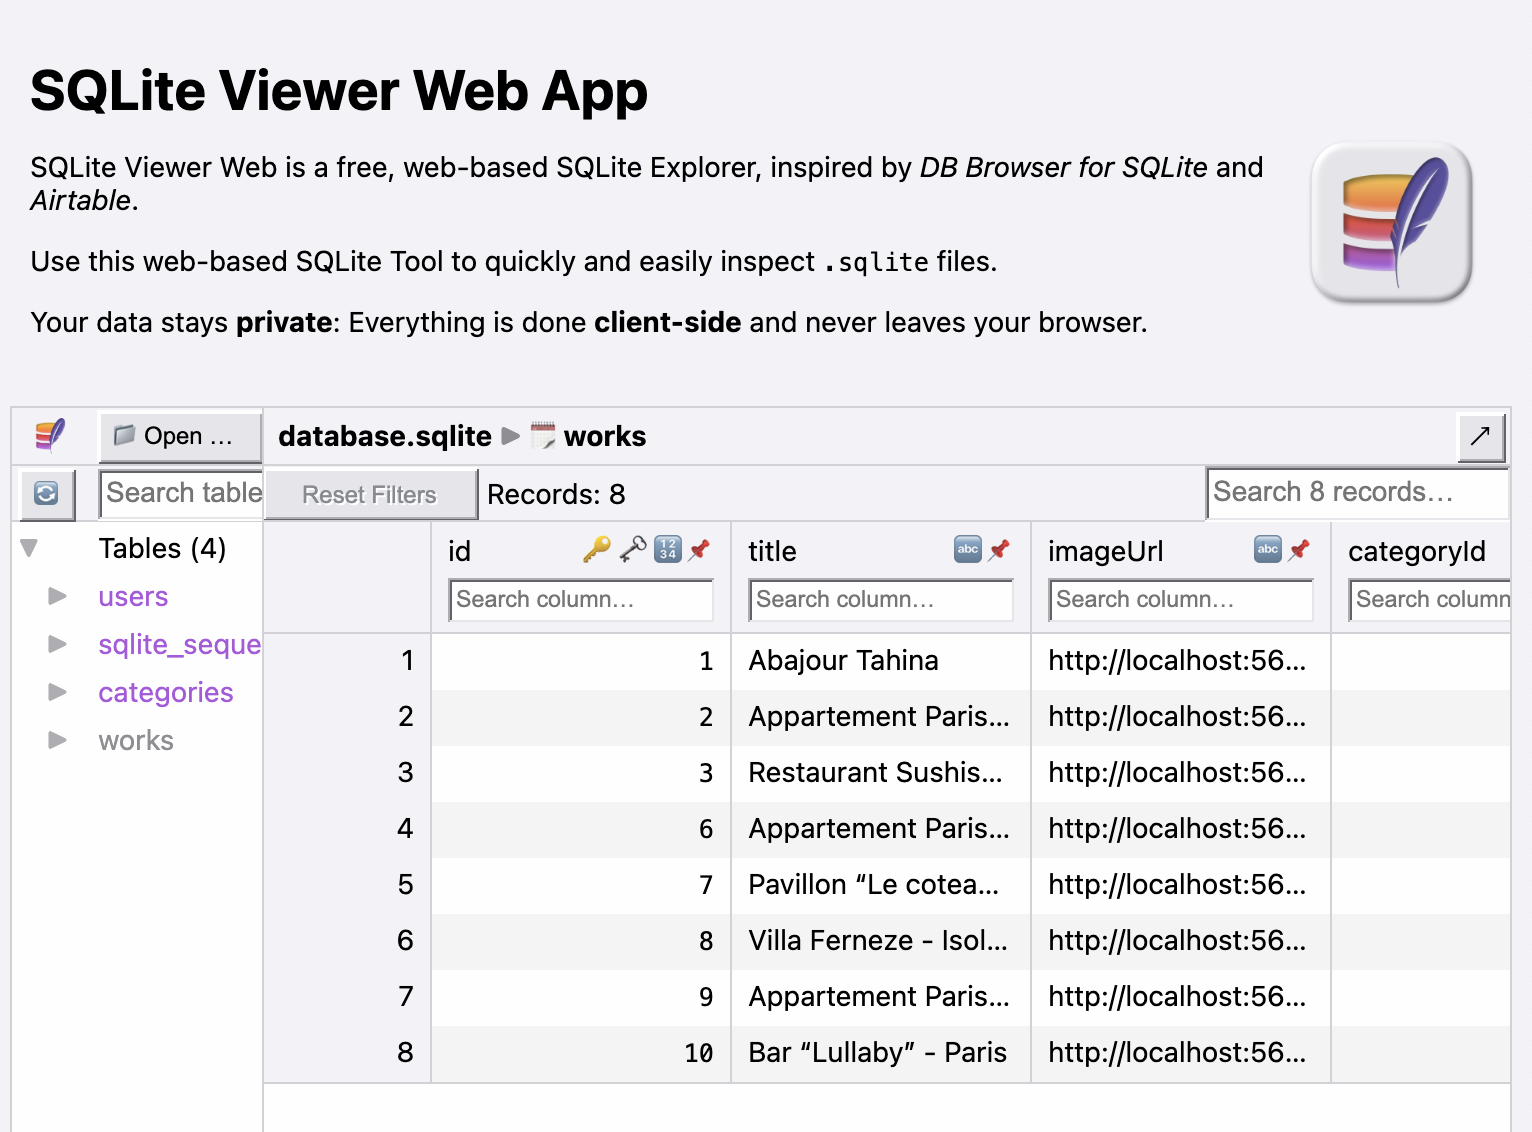 SQLite Viewer Web App
SQLite Viewer Web is a free, web-based SQLite Explorer, inspired by DB Browser for SQLite and
Airtable.
Use this web-based SQLite Tool to quickly and easily inspect .sqlite files.
Your data stays private: Everything is done client-side and never leaves your browser.
Open ...
database.sqlite works
Search table
Reset Filters Records: 8 Search 8 records...
Tables (4)
users
sqlite_seque
categories
works
id title imageUrl categoryId
Search column... Search column... Search column... Search column
1 1 Abajour Tahina http://localhost:56...
2 2 Appartement Paris... http://localhost:56...
3 3 Restaurant Sushis... http://localhost:56...
4 6 Appartement Paris... http://localhost:56...
5 7 Pavillon “Le cotea... http://localhost:56...
6 8 Villa Ferneze - Isol... http://localhost:56...
7 9 Appartement Paris... http://localhost:56...
8 10 Bar “Lullaby” - Paris http://localhost:56...